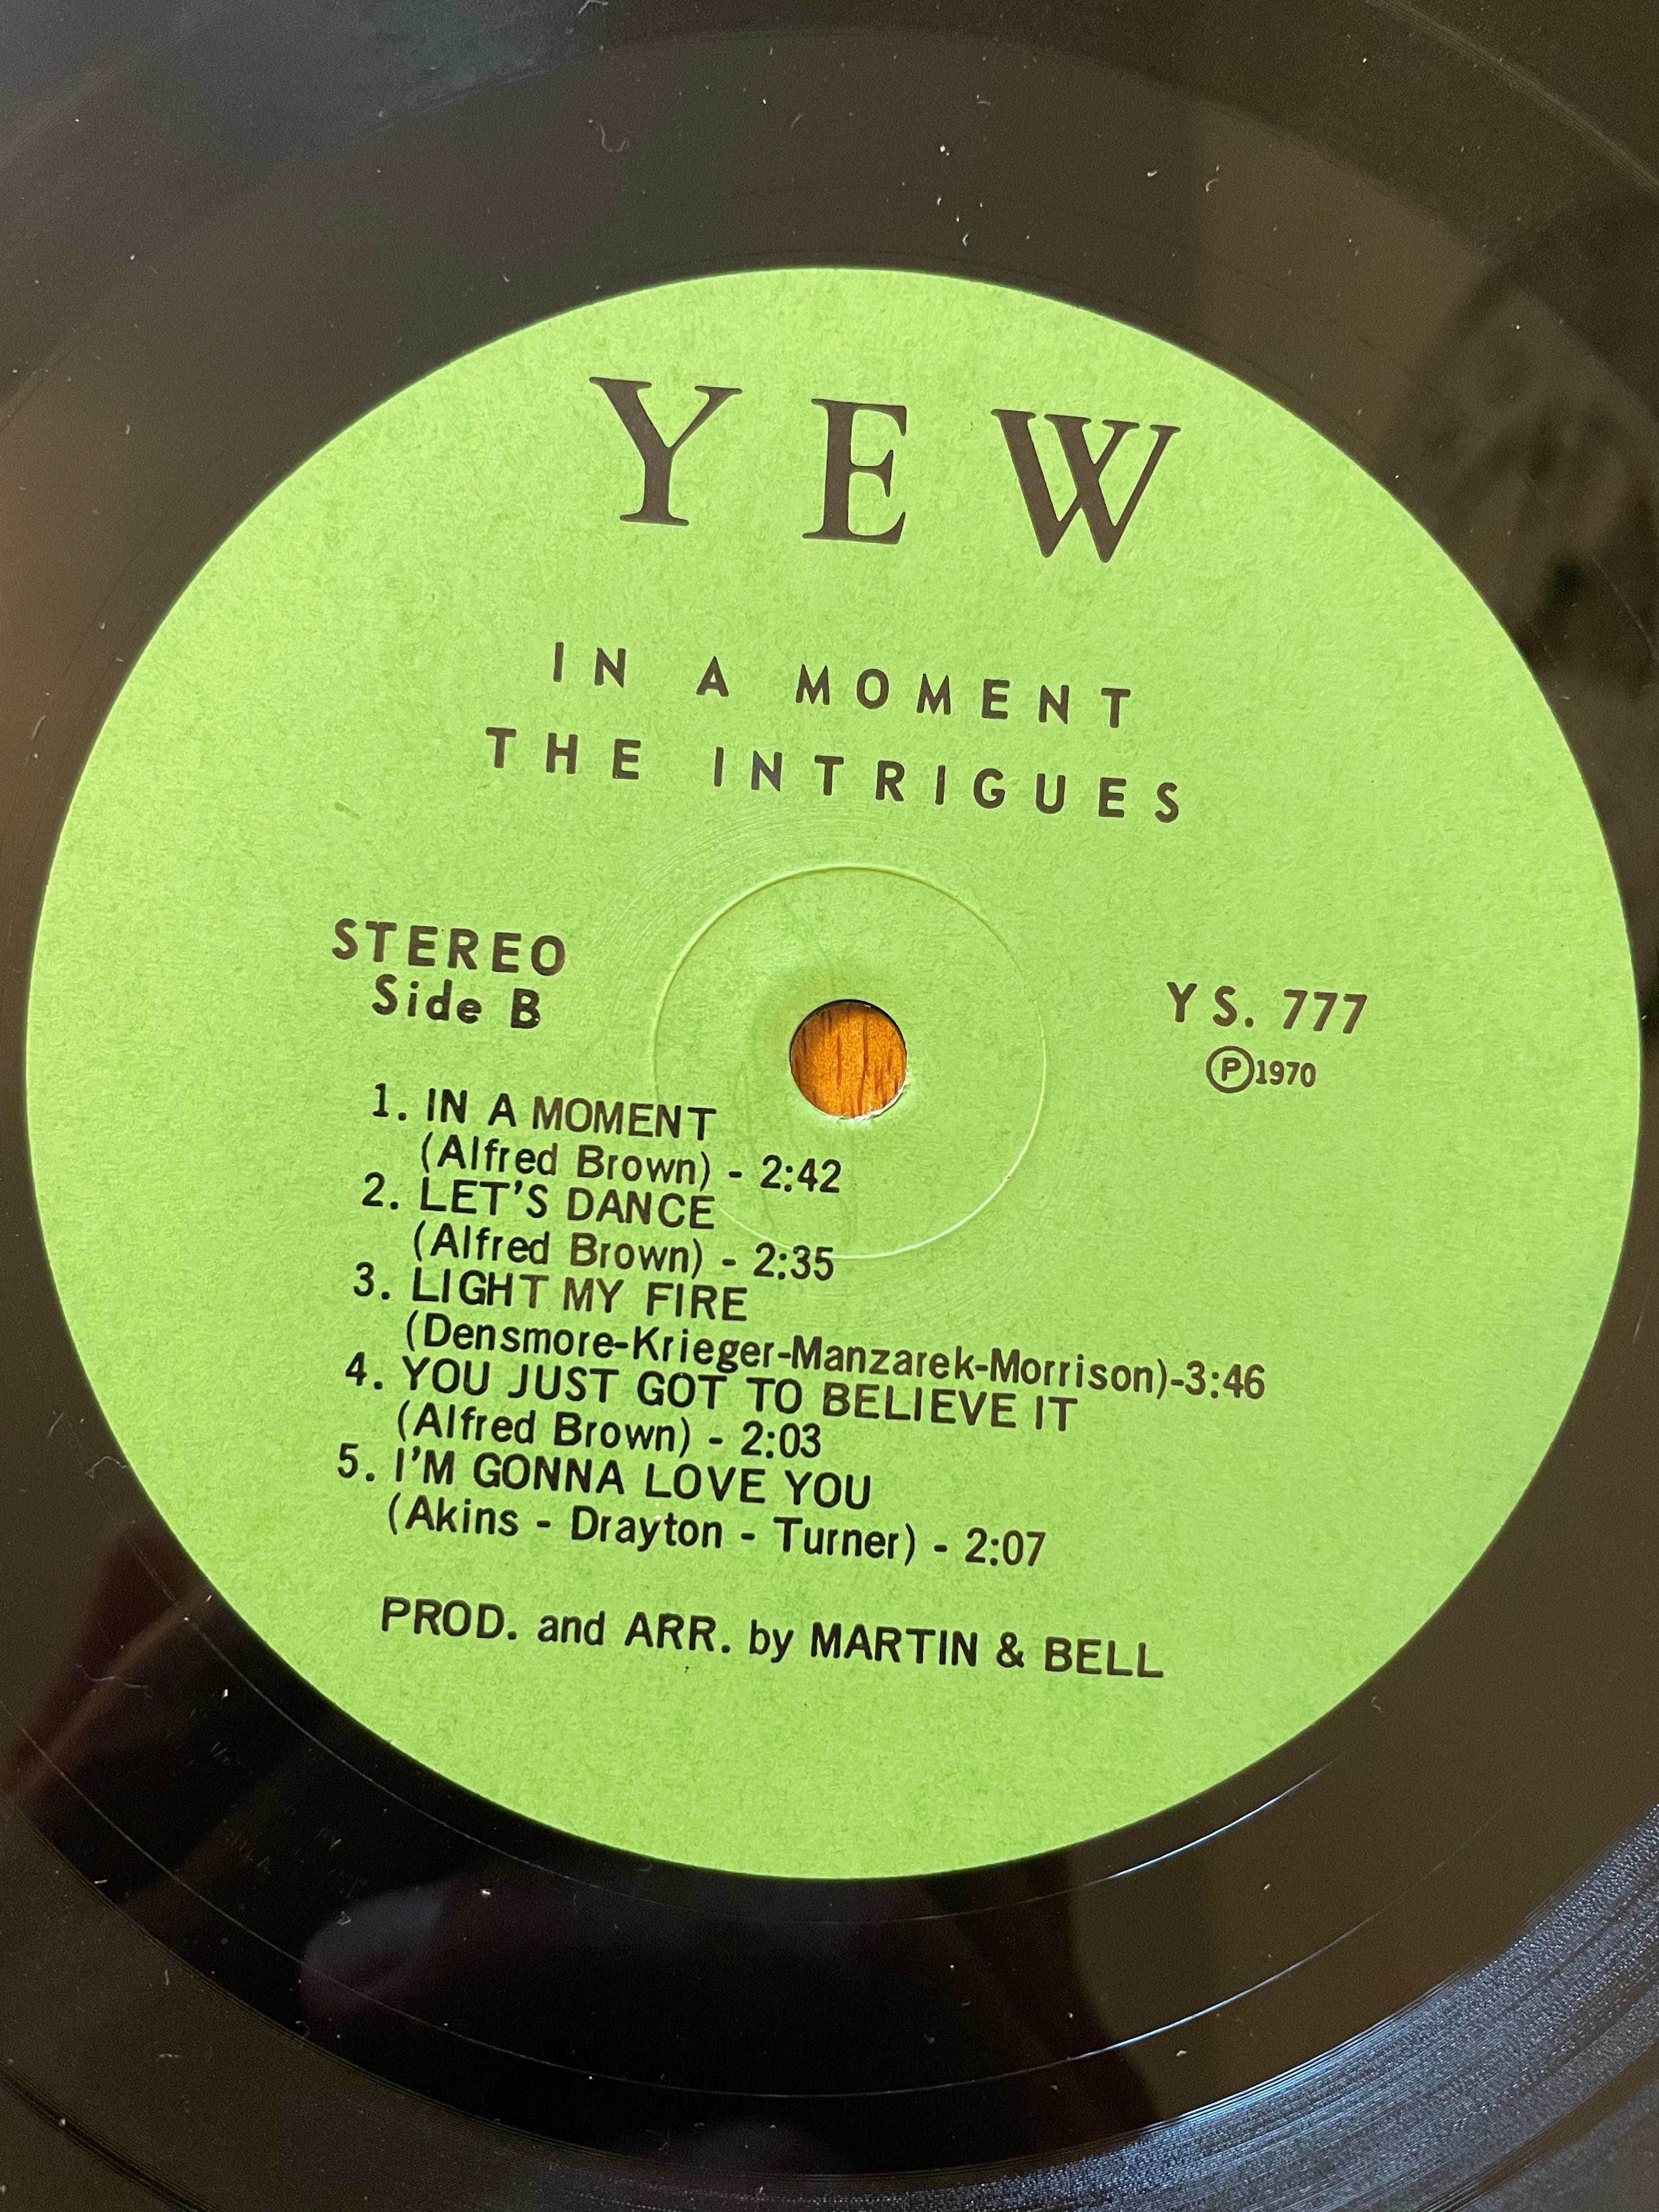 YEW
IN A MOMENT
THE INTRIGUES
STEREO
Side B
YS. 777
Ⓟ1970
1. IN A MOMENT
(Alfred Brown) - 2:42
2. LET'S DANCE
(Alfred Brown) - 2:35
3. LIGHT MY FIRE
(Densmore-Krieger-Manzarek-Morrison)-3:46
4. YOU JUST GOT TO BELIEVE IT
(Alfred Brown) - 2:03
5. I'M GONNA LOVE YOU
(Akins - Drayton - Turner) - 2:07
PROD. and ARR. by MARTIN & BELL